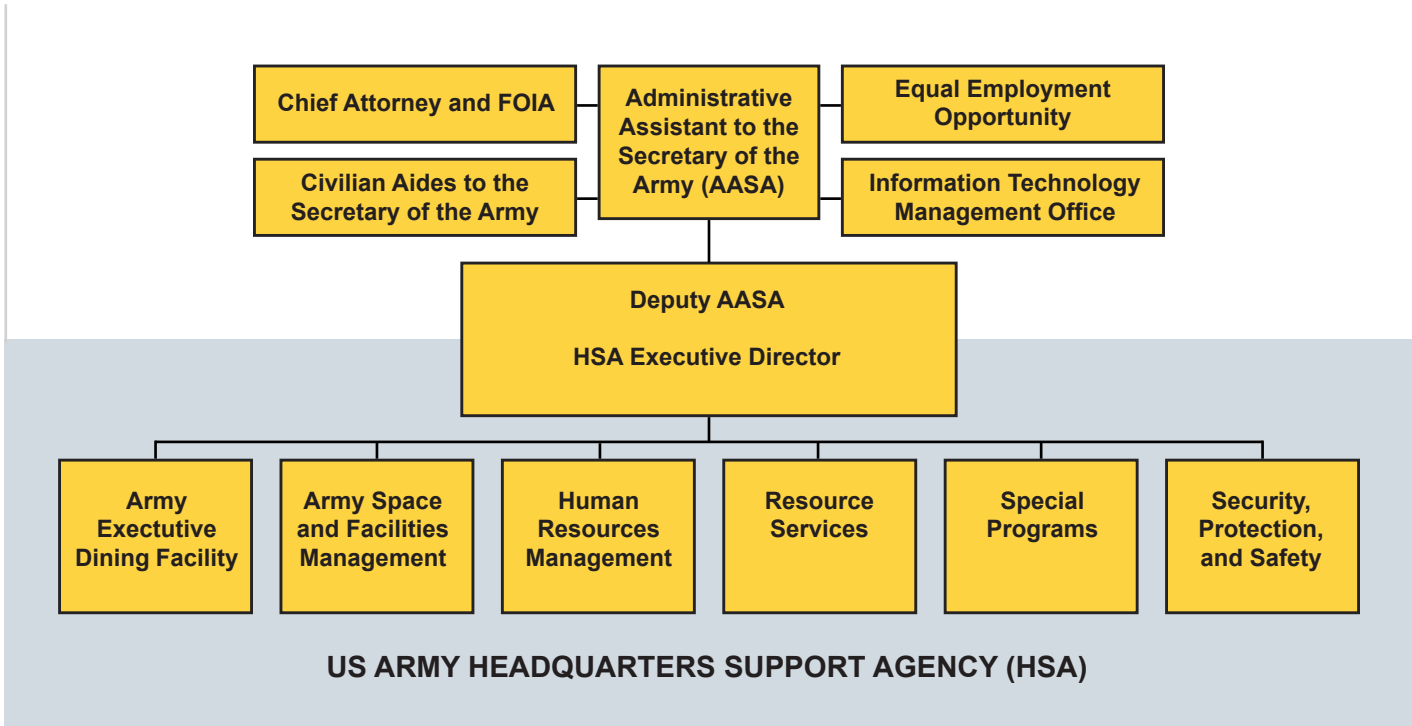 Chief Attorney and FOIA
Administrative
Assistant to the
Secretary of the
Army (AASA)
Equal Employment
Opportunity
Civilian Aides to the
Secretary of the Army
Information Technology
Management Office
Deputy AASA
HSA Executive Director
Army
Exectutive
Dining Facility
Army Space
and Facilities
Management
Human
Resources
Management
Resource
Services
Special
Programs
Security,
Protection,
and Safety
US ARMY HEADQUARTERS SUPPORT AGENCY (HSA)